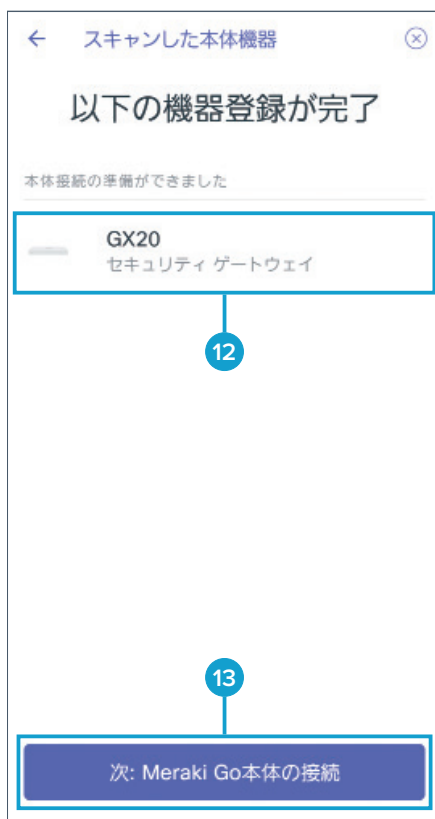 ← スキャンした本体機器
以下の機器登録が完了
本体接続の準備ができました
GX20
セキュリティ ゲートウェイ
12
13
次: Meraki Go本体の接続